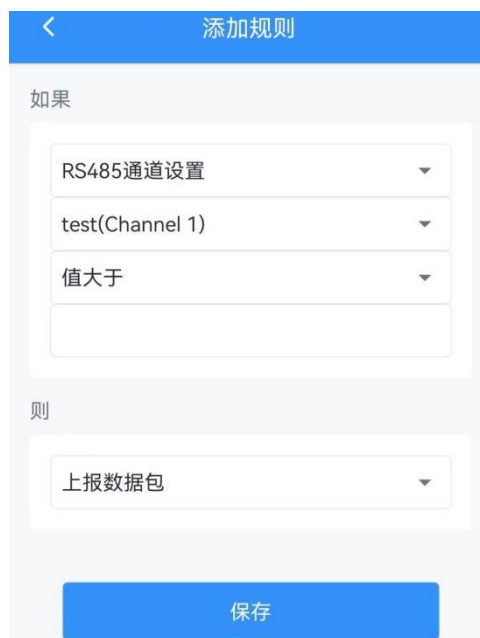 添加规则
如果
RS485通道设置
test(Channel 1)
值大于
则
上报数据包
保存